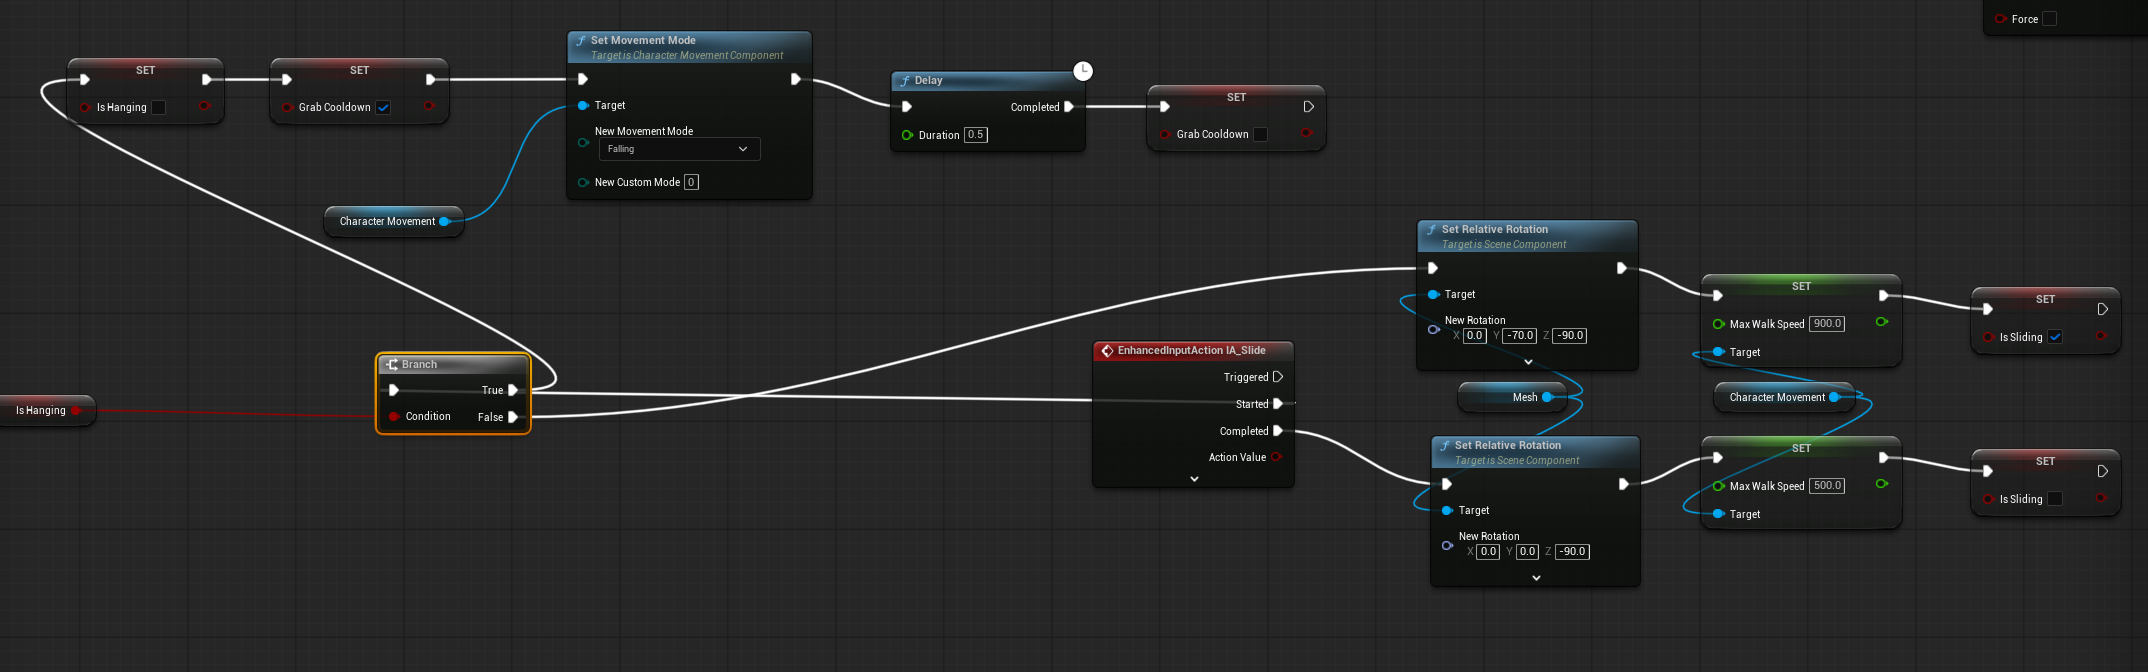 Force
SET
Is Hanging
SET
Grab Cooldown
Set Movement Mode
Target is Character Movement Component
Target
New Movement Mode
Falling
New Custom Mode 0
Delay
Completed
Duration 0.5
SET
Grab Cooldown
Character Movement
Is Hanging
Branch
True
Condition
False
EnhancedInputAction IA_Slide
Triggered
Started
Completed
Action Value
Set Relative Rotation
Target is Scene Component
Target
New Rotation
X 0.0 Y -70.0 Z -90.0
SET
Max Walk Speed 900.0
Target
SET
Is Sliding
Mesh
Character Movement
Set Relative Rotation
Target is Scene Component
Target
New Rotation
X 0.0 Y 0.0 Z -90.0
SET
Max Walk Speed 500.0
Target
SET
Is Sliding